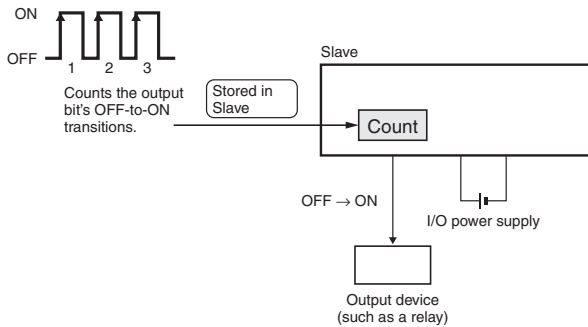 ON
OFF
1 2 3
Counts the output
bit's OFF-to-ON
transitions.
Stored in
Slave
Slave
Count
OFF → ON
I/O power supply
Output device
(such as a relay)